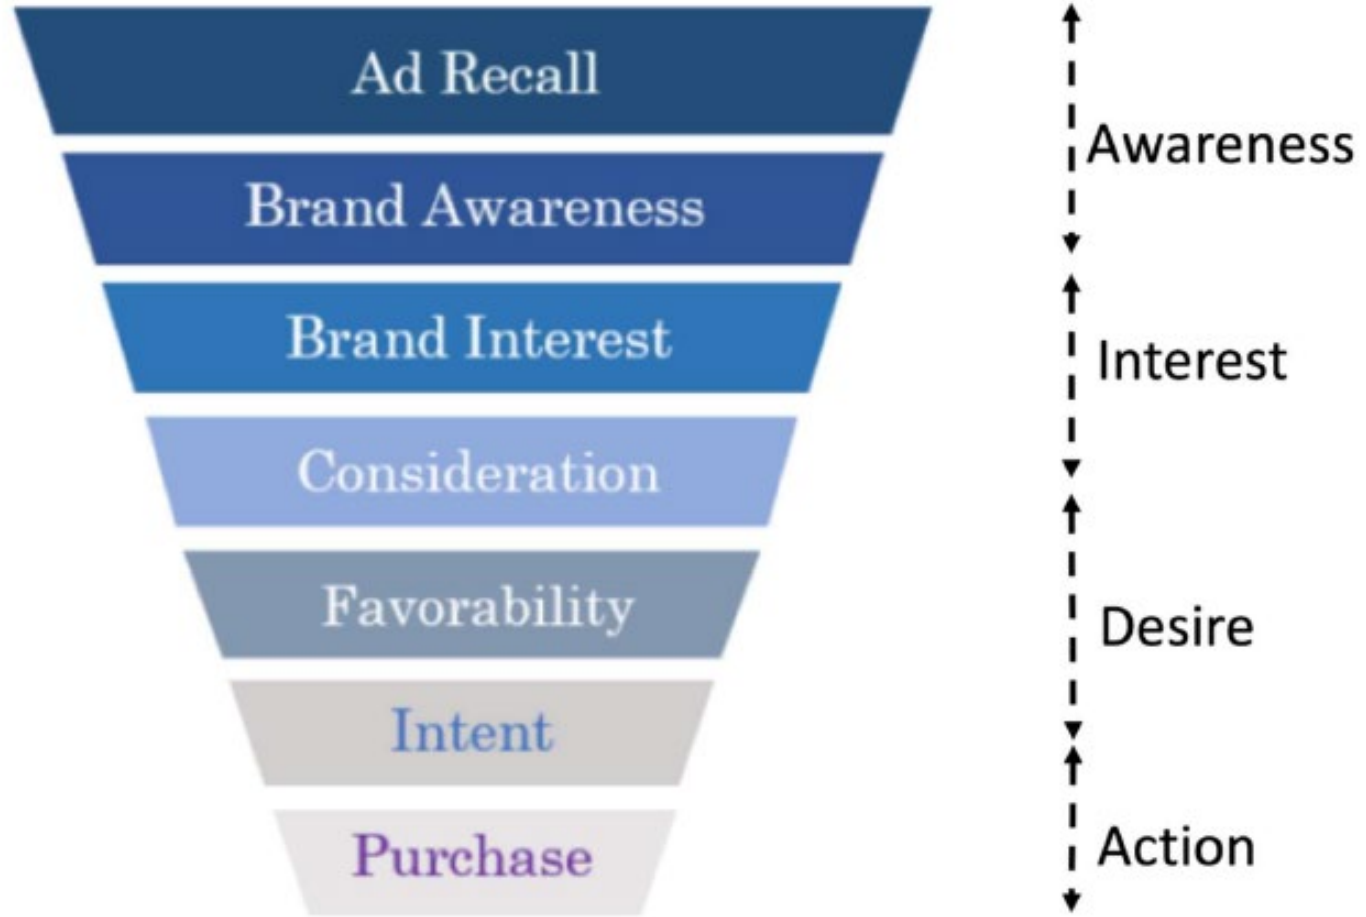 Ad Recall
Brand Awareness
Awareness
Brand Interest
Interest
Consideration
Favorability
Desire
Intent
Purchase
Action